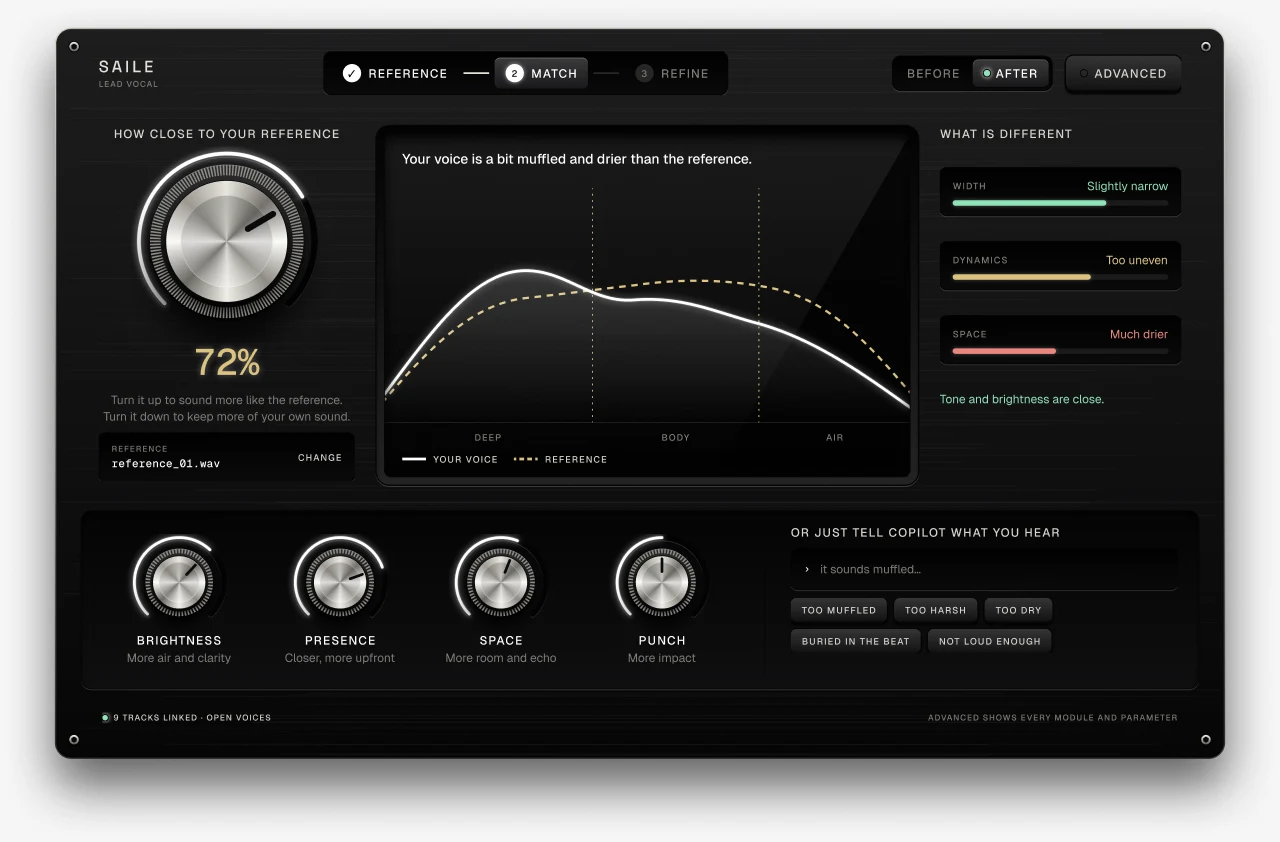 SAILE
LEAD VOCAL
✓ REFERENCE
2 MATCH
3 REFINE
BEFORE
AFTER
ADVANCED
HOW CLOSE TO YOUR REFERENCE
72%
Turn it up to sound more like the reference.
Turn it down to keep more of your own sound.
REFERENCE
reference_01.wav
CHANGE
Your voice is a bit muffled and drier than the reference.
DEEP
BODY
AIR
YOUR VOICE
REFERENCE
WHAT IS DIFFERENT
WIDTH
Slightly narrow
DYNAMICS
Too uneven
SPACE
Much drier
Tone and brightness are close.
BRIGHTNESS
More air and clarity
PRESENCE
Closer, more upfront
SPACE
More room and echo
PUNCH
More impact
OR JUST TELL COPILOT WHAT YOU HEAR
› it sounds muffled...
TOO MUFFLED
TOO HARSH
TOO DRY
BURIED IN THE BEAT
NOT LOUD ENOUGH
9 TRACKS LINKED · OPEN VOICES
ADVANCED SHOWS EVERY MODULE AND PARAMETER